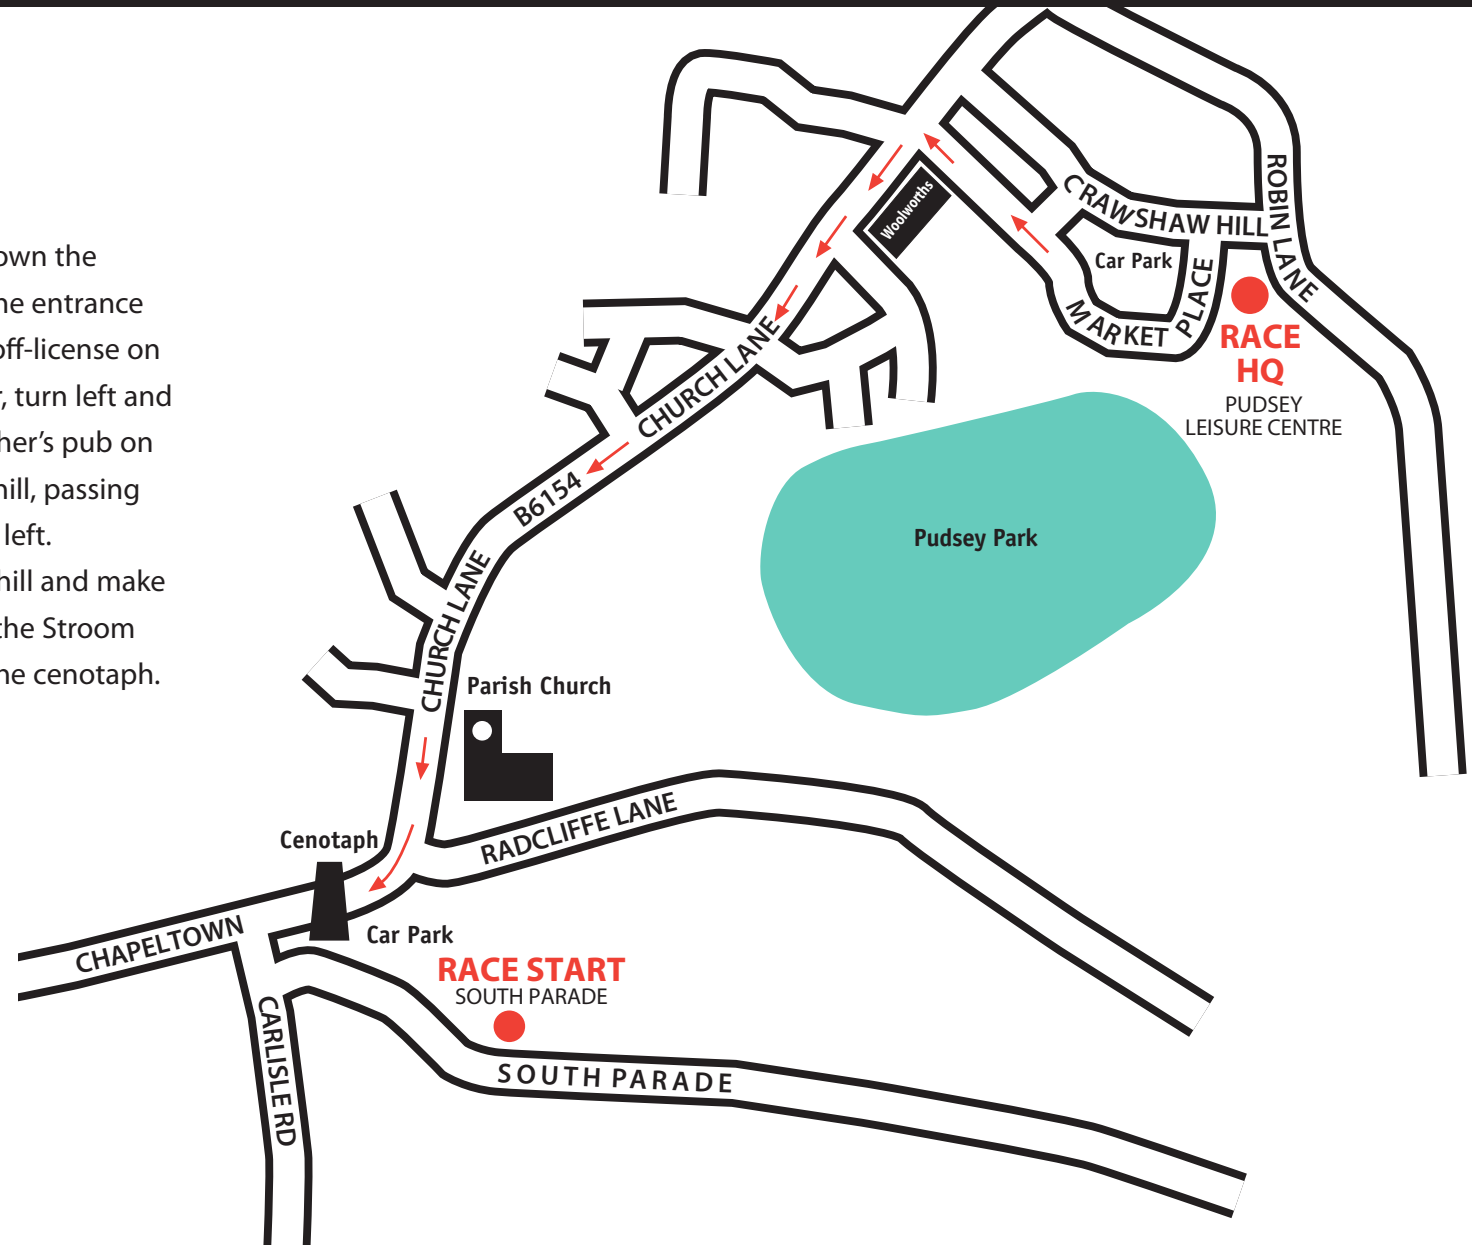 own the
ne entrance
off-license on
r, turn left and
her's pub on
hill, passing
left.
hill and make
the Stroom
he cenotaph.
Woolworths
CRAWSHAW HILL
ROBIN LANE
Car Park
MARKET PLACE
RACE
HQ
PUDSEY
LEISURE CENTRE
CHURCH LANE
B6154
Pudsey Park
CHURCH LANE
Parish Church
RADCLIFFE LANE
Cenotaph
CHAPELTOWN
Car Park
RACE START
SOUTH PARADE
CARLISLE RD
SOUTH PARADE